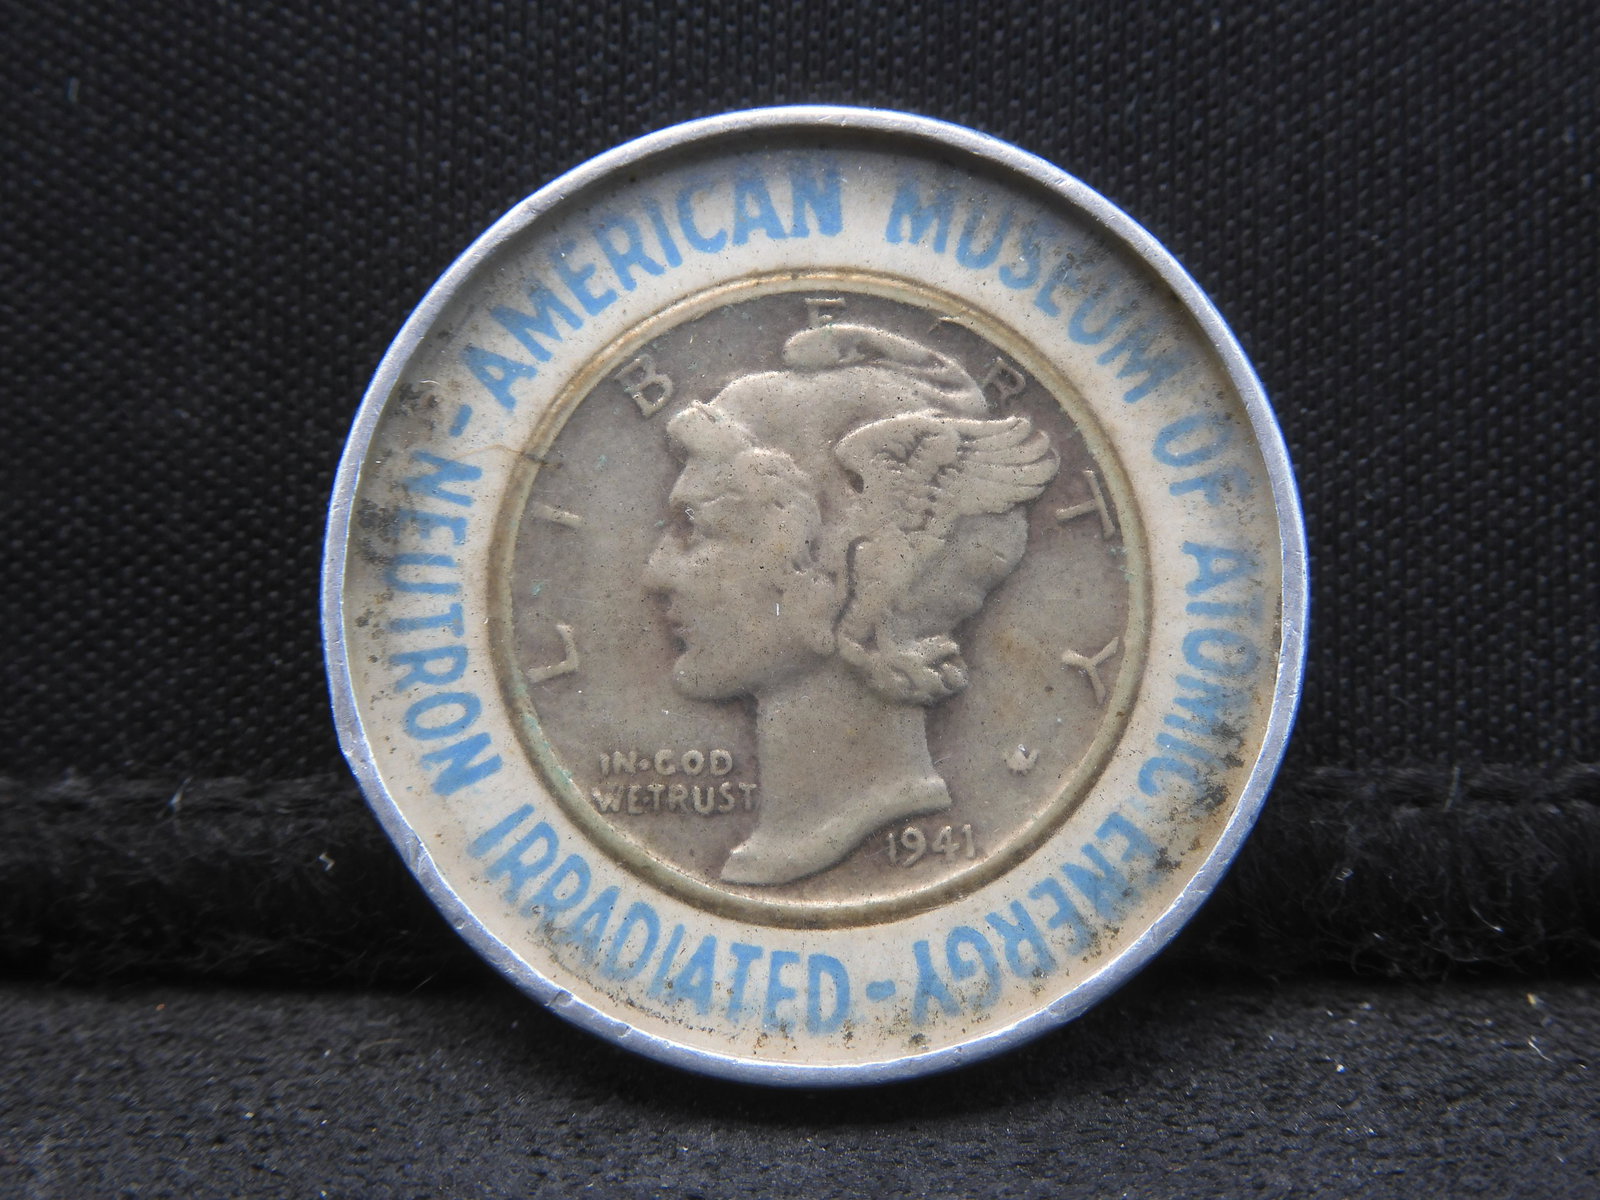 -AMERICAN MUSEUM OF ATOMIC ENERGY
-NEUTRON IRRADIATED
LIBERTY
IN·GOD
WE·TRUST
1941